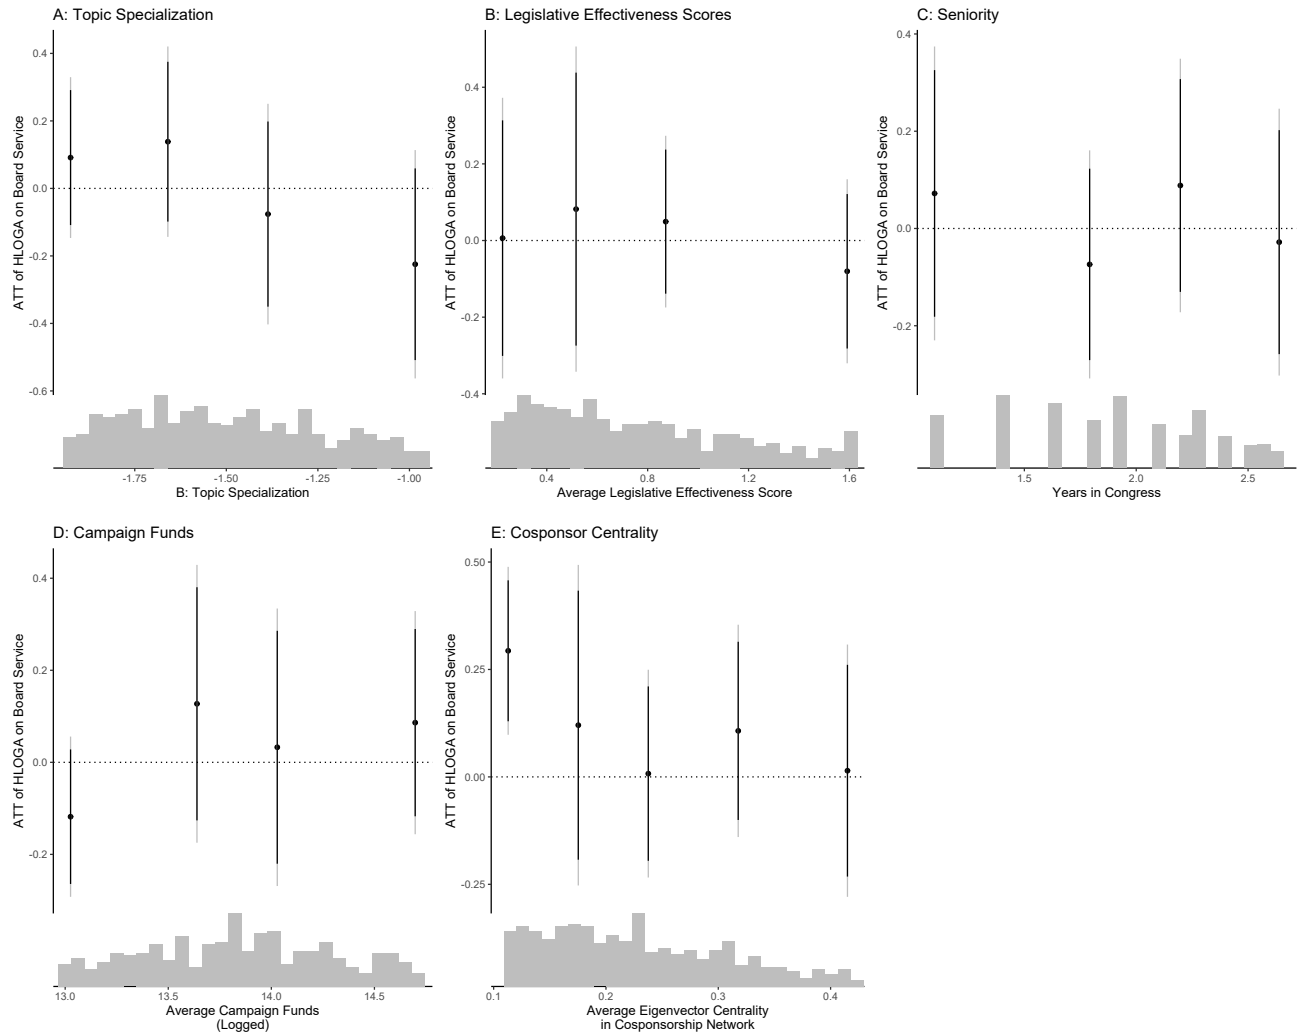 A: Topic Specialization
ATT of HLOGA on Board Service
0.4
0.2
0.0
-0.2
-0.4
-0.6
-1.75
-1.50
-1.25
-1.00
B: Topic Specialization
B: Legislative Effectiveness Scores
ATT of HLOGA on Board Service
0.4
0.2
0.0
-0.2
-0.4
0.4
0.8
1.2
1.6
Average Legislative Effectiveness Score
C: Seniority
ATT of HLOGA on Board Service
0.4
0.2
0.0
-0.2
1.5
2.0
2.5
Years in Congress
D: Campaign Funds
ATT of HLOGA on Board Service
0.4
0.2
0.0
-0.2
13.0
13.5
14.0
14.5
Average Campaign Funds
(Logged)
E: Cosponsor Centrality
ATT of HLOGA on Board Service
0.50
0.25
0.00
-0.25
0.1
0.2
0.3
0.4
Average Eigenvector Centrality
in Cosponsorship Network